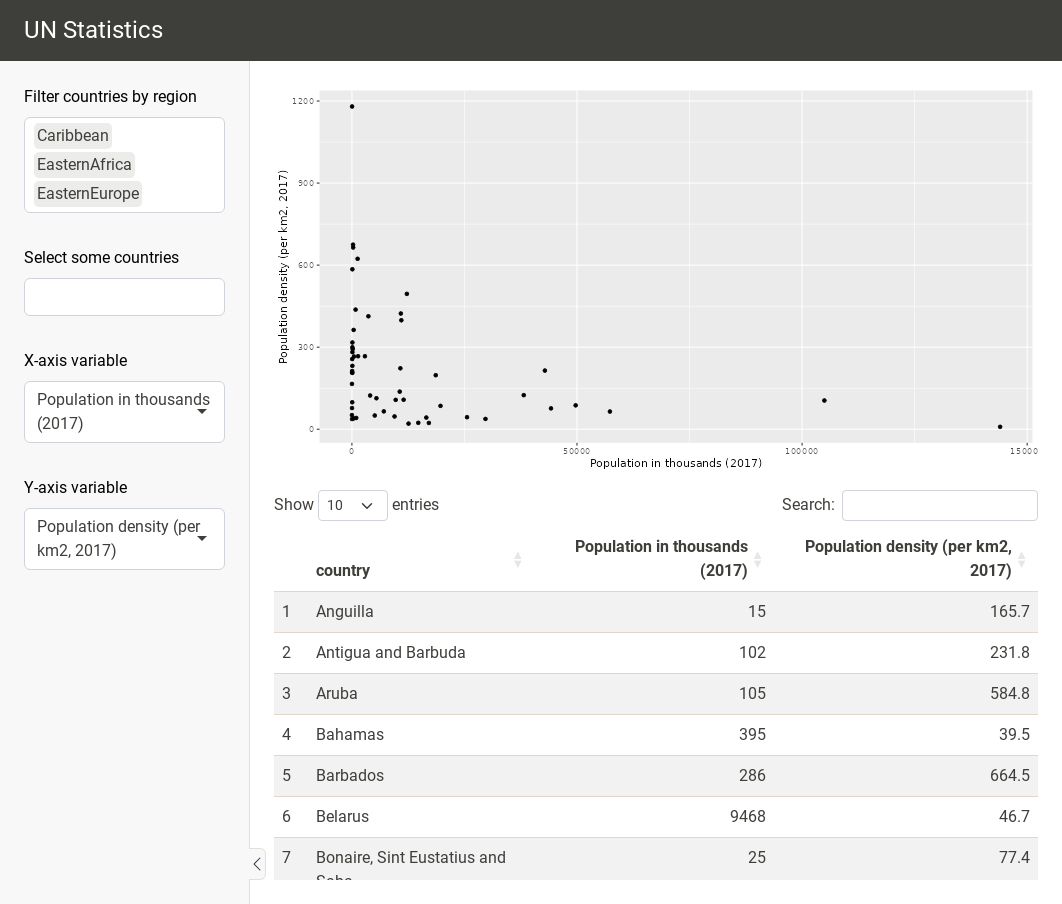 UN Statistics
Filter countries by region
Caribbean
EasternAfrica
EasternEurope
Select some countries
X-axis variable
Population in thousands
(2017)
Y-axis variable
Population density (per
km2, 2017)
Population density (per km2, 2017)
1200
900
600
300
0
0 50000 100000 15000
Population in thousands (2017)
Show 10 entries Search:
country Population in thousands (2017) Population density (per km2, 2017)
1 Anguilla 15 165.7
2 Antigua and Barbuda 102 231.8
3 Aruba 105 584.8
4 Bahamas 395 39.5
5 Barbados 286 664.5
6 Belarus 9468 46.7
7 Bonaire, Sint Eustatius and 25 77.4